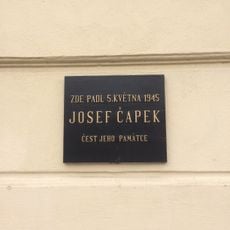 ZDE PADL 5.KVĚTNA 1945
JOSEF ČAPEK
ČEST JEHO PAMÁTCE